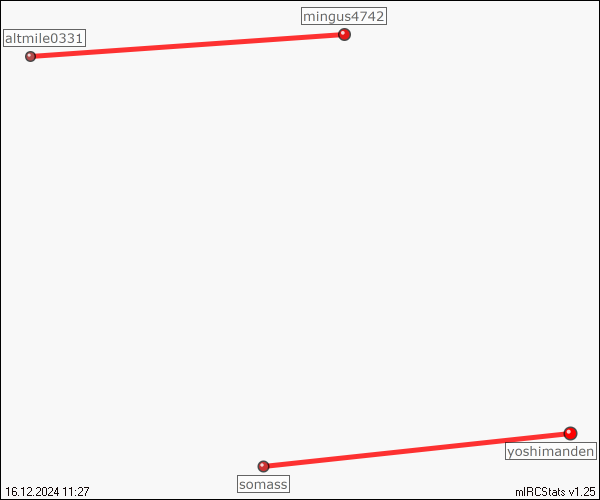 mingus4742
altmile0331
yoshimanden
somass
16.12.2024 11:27
mIRCStats v1.25